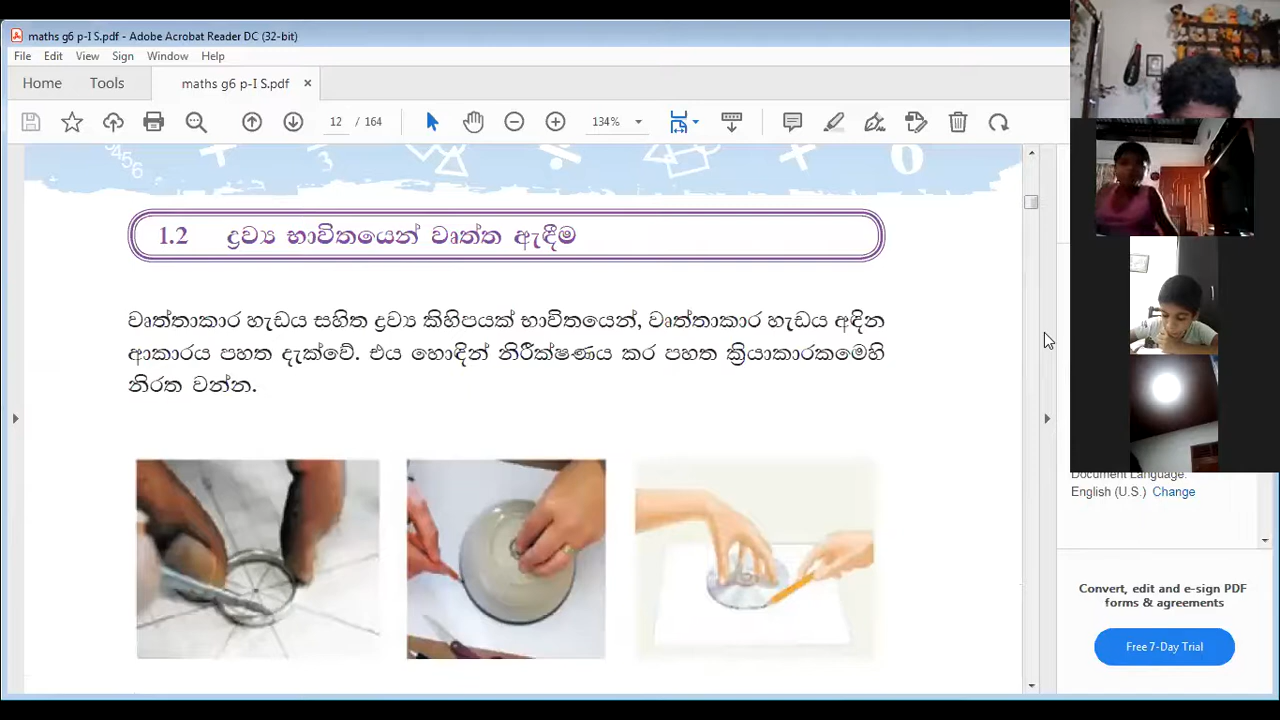 maths g6 p-I S.pdf - Adobe Acrobat Reader DC (32-bit)
File Edit View Sign Window Help
Home Tools maths g6 p-I S.pdf ×
12 / 164 134%
1.2 ද්‍රව්‍ය භාවිතයෙන් වෘත්ත ඇඳීම
වෘත්තාකාර හැඩය සහිත ද්‍රව්‍ය කිහිපයක් භාවිතයෙන්, වෘත්තාකාර හැඩය අඳින
ආකාරය පහත දැක්වේ. එය හොඳින් නිරීක්ෂණය කර පහත ක්‍රියාකාරකමෙහි
නිරත වන්න.
Document Language:
English (U.S.) Change
Convert, edit and e-sign PDF
forms & agreements
Free 7-Day Trial